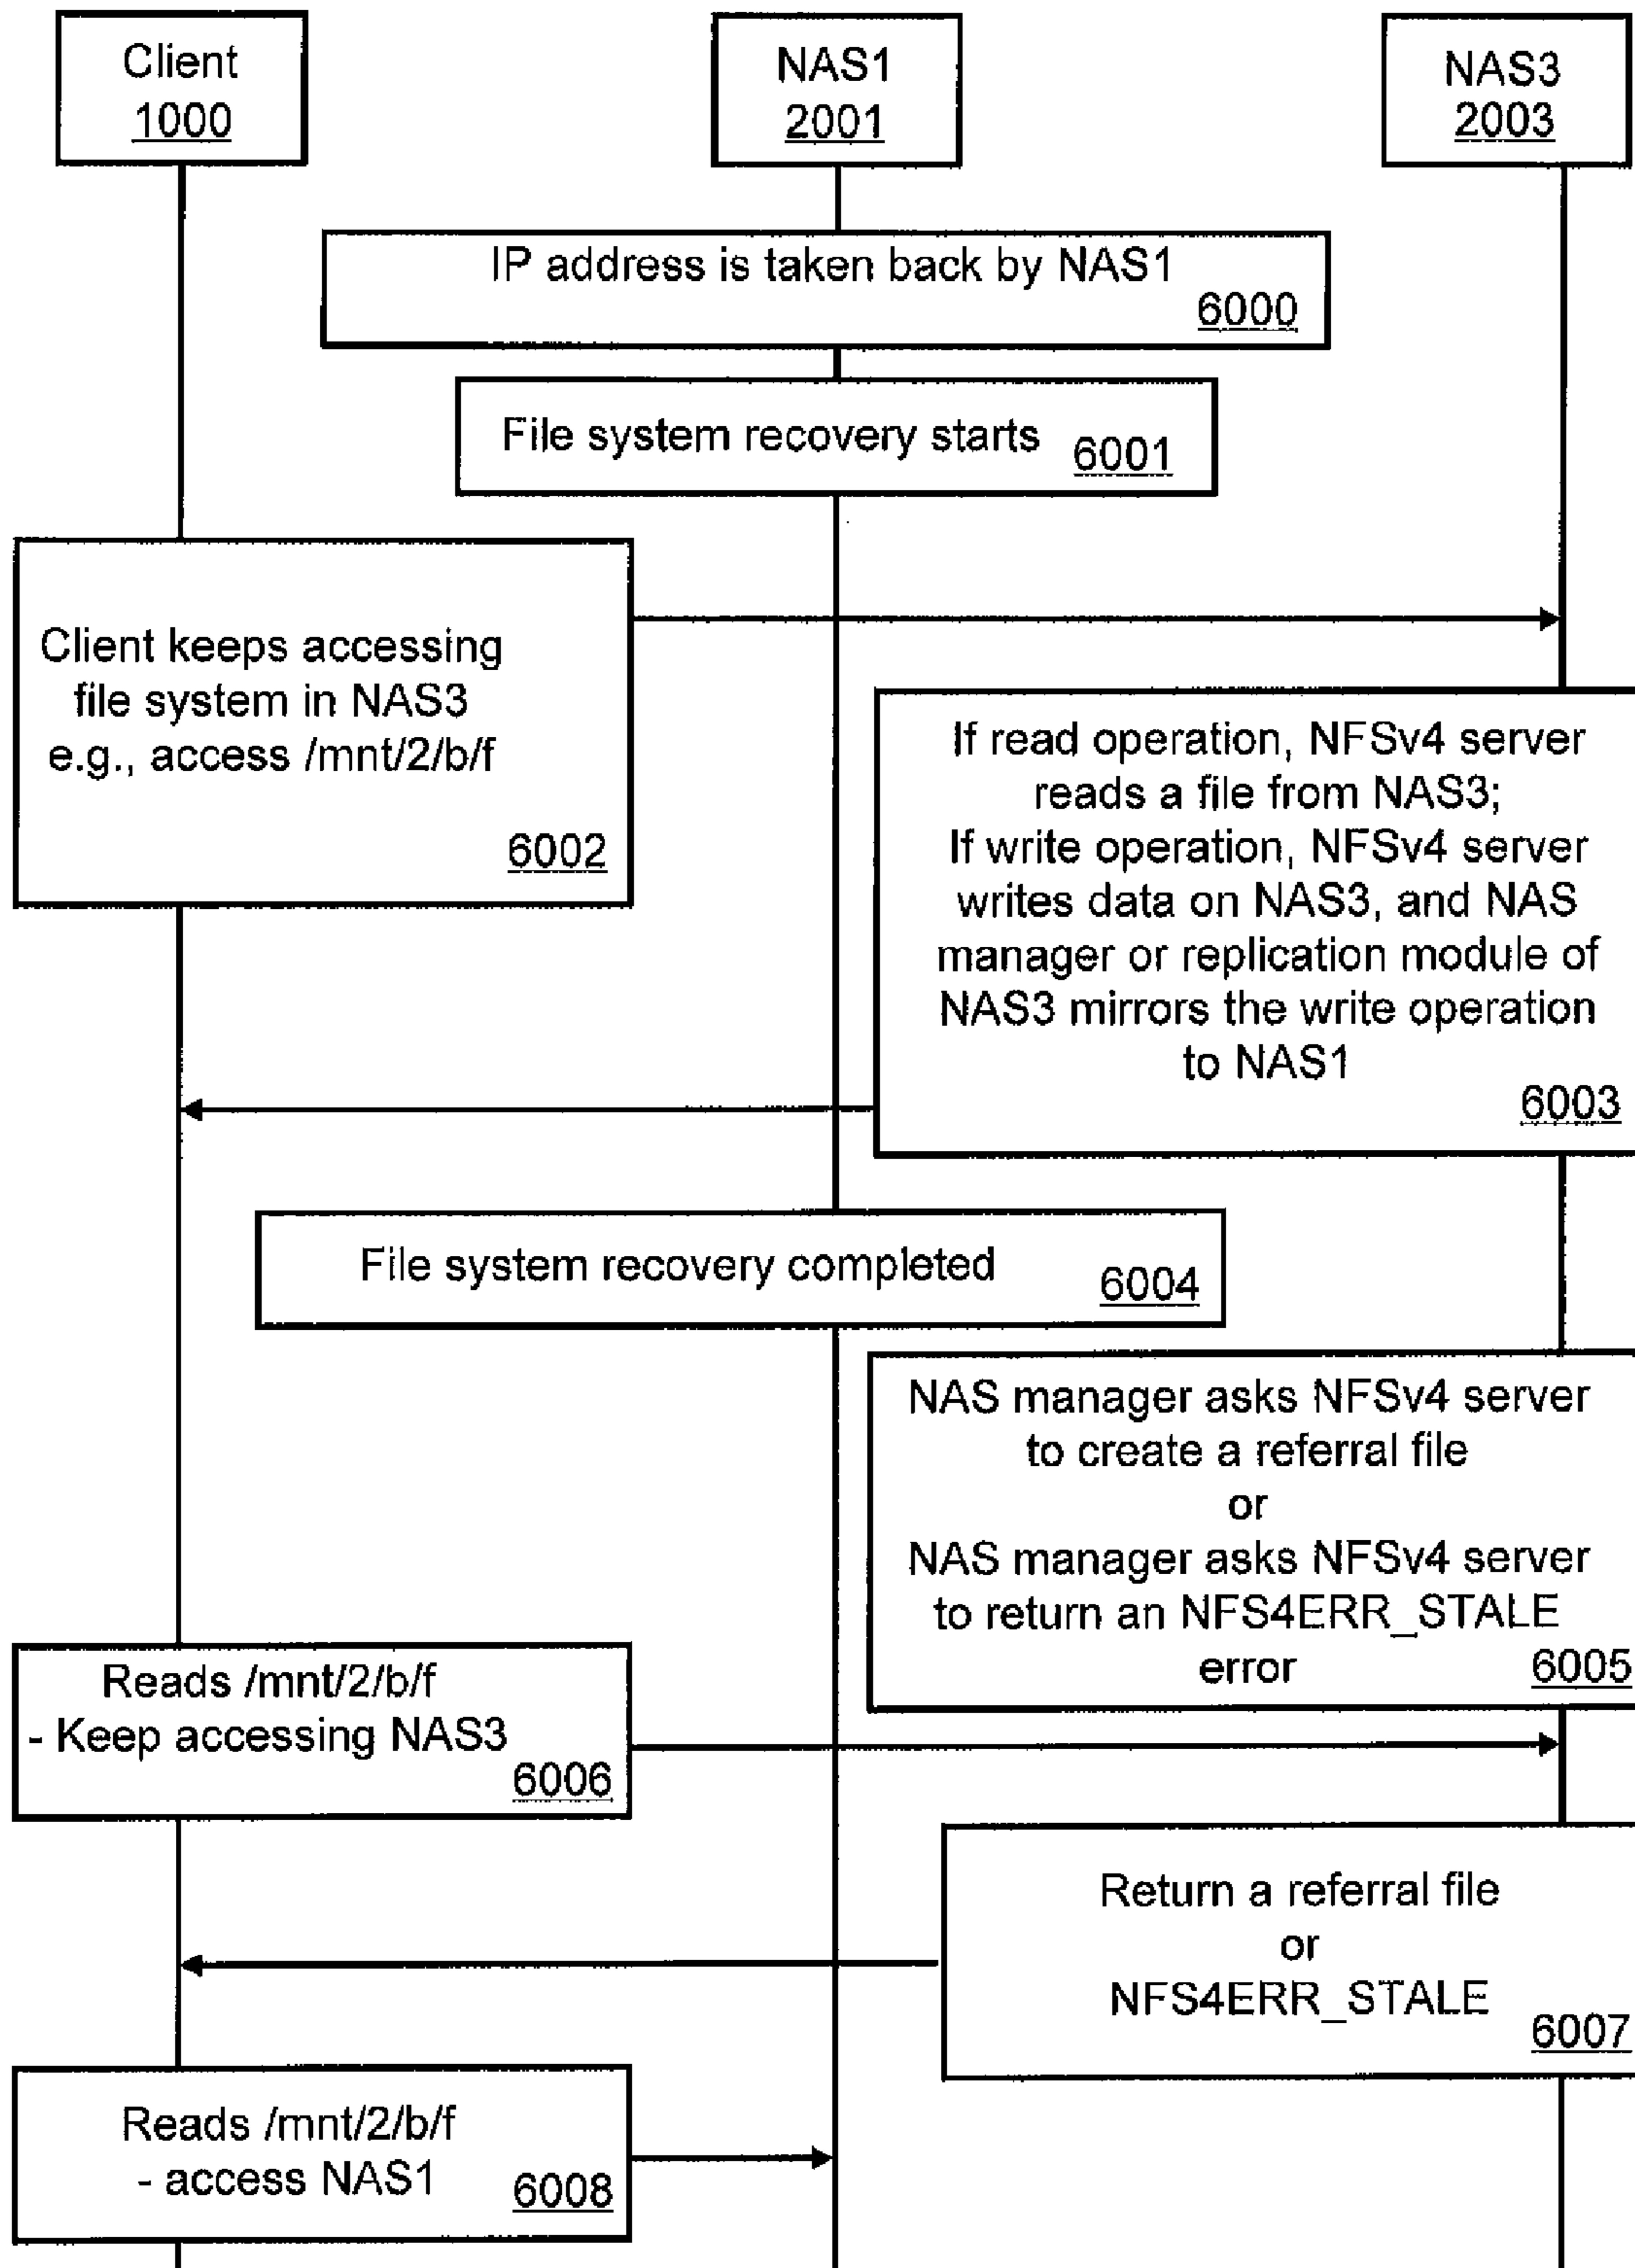 Client
1000
NAS1
2001
NAS3
2003
IP address is taken back by NAS1
6000
File system recovery starts
6001
Client keeps accessing
file system in NAS3
e.g., access /mnt/2/b/f
6002
If read operation, NFSv4 server
reads a file from NAS3;
If write operation, NFSv4 server
writes data on NAS3, and NAS
manager or replication module of
NAS3 mirrors the write operation
to NAS1
6003
File system recovery completed
6004
NAS manager asks NFSv4 server
to create a referral file
or
NAS manager asks NFSv4 server
to return an NFS4ERR_STALE
error
6005
Reads /mnt/2/b/f
- Keep accessing NAS3
6006
Return a referral file
or
NFS4ERR_STALE
6007
Reads /mnt/2/b/f
- access NAS1
6008